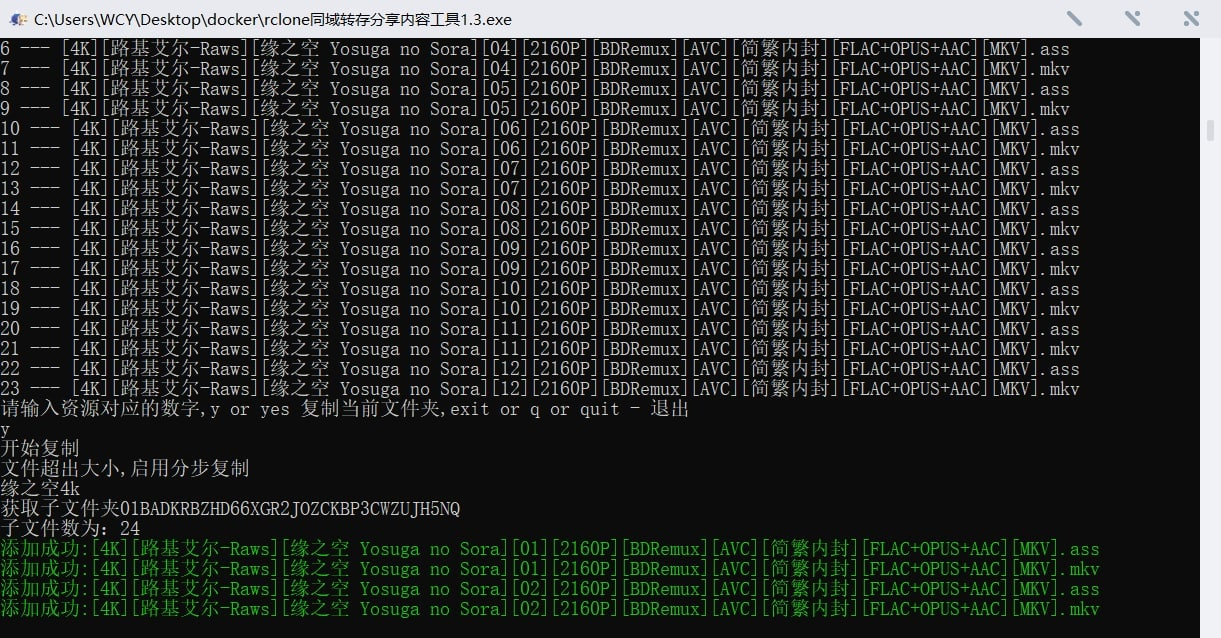 C:\Users\WCY\Desktop\docker\rclone同域转存分享内容工具1.3.exe
6 --- [4K][路基艾尔-Raws][缘之空 Yosuga no Sora][04][2160P][BDRemux][AVC][简繁内封][FLAC+OPUS+AAC][MKV].ass
7 --- [4K][路基艾尔-Raws][缘之空 Yosuga no Sora][04][2160P][BDRemux][AVC][简繁内封][FLAC+OPUS+AAC][MKV].mkv
8 --- [4K][路基艾尔-Raws][缘之空 Yosuga no Sora][05][2160P][BDRemux][AVC][简繁内封][FLAC+OPUS+AAC][MKV].ass
9 --- [4K][路基艾尔-Raws][缘之空 Yosuga no Sora][05][2160P][BDRemux][AVC][简繁内封][FLAC+OPUS+AAC][MKV].mkv
10 --- [4K][路基艾尔-Raws][缘之空 Yosuga no Sora][06][2160P][BDRemux][AVC][简繁内封][FLAC+OPUS+AAC][MKV].ass
11 --- [4K][路基艾尔-Raws][缘之空 Yosuga no Sora][06][2160P][BDRemux][AVC][简繁内封][FLAC+OPUS+AAC][MKV].mkv
12 --- [4K][路基艾尔-Raws][缘之空 Yosuga no Sora][07][2160P][BDRemux][AVC][简繁内封][FLAC+OPUS+AAC][MKV].ass
13 --- [4K][路基艾尔-Raws][缘之空 Yosuga no Sora][07][2160P][BDRemux][AVC][简繁内封][FLAC+OPUS+AAC][MKV].mkv
14 --- [4K][路基艾尔-Raws][缘之空 Yosuga no Sora][08][2160P][BDRemux][AVC][简繁内封][FLAC+OPUS+AAC][MKV].ass
15 --- [4K][路基艾尔-Raws][缘之空 Yosuga no Sora][08][2160P][BDRemux][AVC][简繁内封][FLAC+OPUS+AAC][MKV].mkv
16 --- [4K][路基艾尔-Raws][缘之空 Yosuga no Sora][09][2160P][BDRemux][AVC][简繁内封][FLAC+OPUS+AAC][MKV].ass
17 --- [4K][路基艾尔-Raws][缘之空 Yosuga no Sora][09][2160P][BDRemux][AVC][简繁内封][FLAC+OPUS+AAC][MKV].mkv
18 --- [4K][路基艾尔-Raws][缘之空 Yosuga no Sora][10][2160P][BDRemux][AVC][简繁内封][FLAC+OPUS+AAC][MKV].ass
19 --- [4K][路基艾尔-Raws][缘之空 Yosuga no Sora][10][2160P][BDRemux][AVC][简繁内封][FLAC+OPUS+AAC][MKV].mkv
20 --- [4K][路基艾尔-Raws][缘之空 Yosuga no Sora][11][2160P][BDRemux][AVC][简繁内封][FLAC+OPUS+AAC][MKV].ass
21 --- [4K][路基艾尔-Raws][缘之空 Yosuga no Sora][11][2160P][BDRemux][AVC][简繁内封][FLAC+OPUS+AAC][MKV].mkv
22 --- [4K][路基艾尔-Raws][缘之空 Yosuga no Sora][12][2160P][BDRemux][AVC][简繁内封][FLAC+OPUS+AAC][MKV].ass
23 --- [4K][路基艾尔-Raws][缘之空 Yosuga no Sora][12][2160P][BDRemux][AVC][简繁内封][FLAC+OPUS+AAC][MKV].mkv
请输入资源对应的数字,y or yes 复制当前文件夹,exit or q or quit - 退出
y
开始复制
文件超出大小,启用分步复制
缘之空4k
获取子文件夹01BADKRBZHD66XGR2JOZCKBP3CWZUJH5NQ
子文件数为：24
添加成功:[4K][路基艾尔-Raws][缘之空 Yosuga no Sora][01][2160P][BDRemux][AVC][简繁内封][FLAC+OPUS+AAC][MKV].ass
添加成功:[4K][路基艾尔-Raws][缘之空 Yosuga no Sora][01][2160P][BDRemux][AVC][简繁内封][FLAC+OPUS+AAC][MKV].mkv
添加成功:[4K][路基艾尔-Raws][缘之空 Yosuga no Sora][02][2160P][BDRemux][AVC][简繁内封][FLAC+OPUS+AAC][MKV].ass
添加成功:[4K][路基艾尔-Raws][缘之空 Yosuga no Sora][02][2160P][BDRemux][AVC][简繁内封][FLAC+OPUS+AAC][MKV].mkv